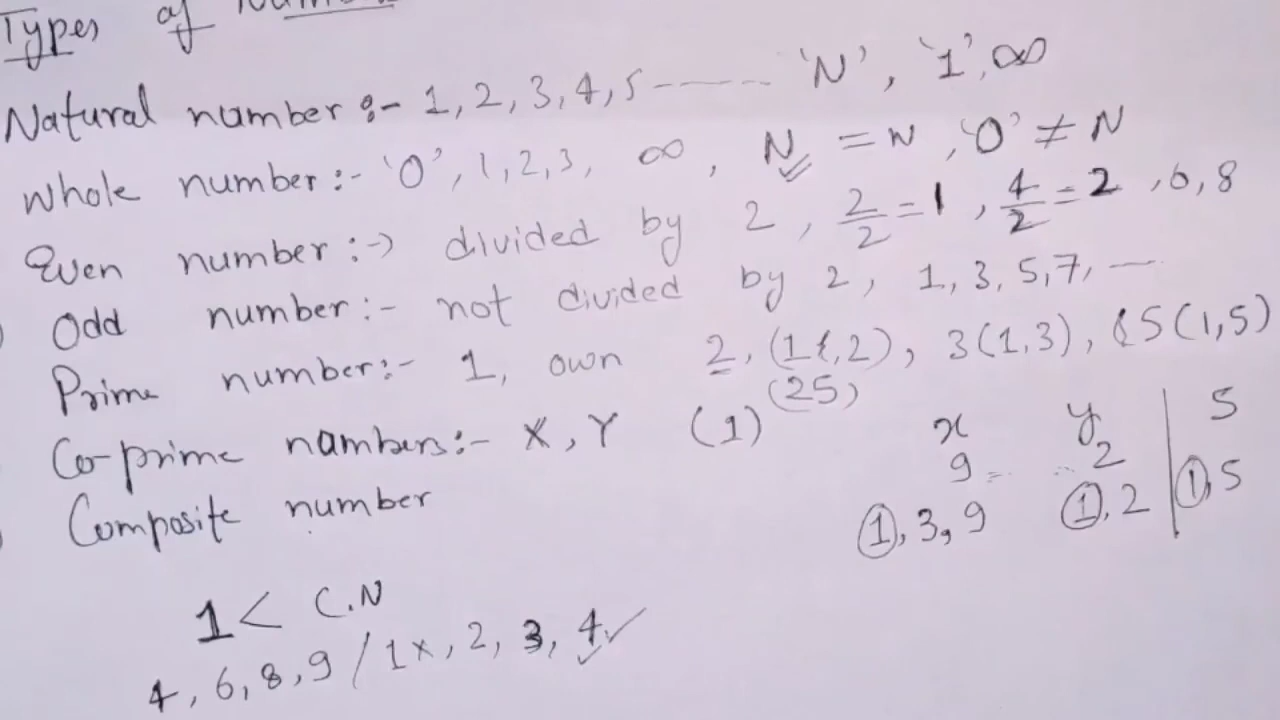 Types of Numbers
Natural number :- 1, 2, 3, 4, 5 ------ 'N', '1', ∞
Whole number :- 'O', 1, 2, 3, ∞, N = W, 'O' ≠ N
Even number :-> divided by 2, 2/2 = 1, 4/2 = 2, 6, 8
Odd number :- not divided by 2, 1, 3, 5, 7, —
Prime number :- 1, own 2, (1,2), 3(1,3), 5(1,5)
(25)
Co-prime numbers :- X, Y (1)
x y 5
9 2
1, 3, 9 1, 2 1, 5
Composite number
1 < C.N
4, 6, 8, 9 / 1x, 2, 3, 4✓